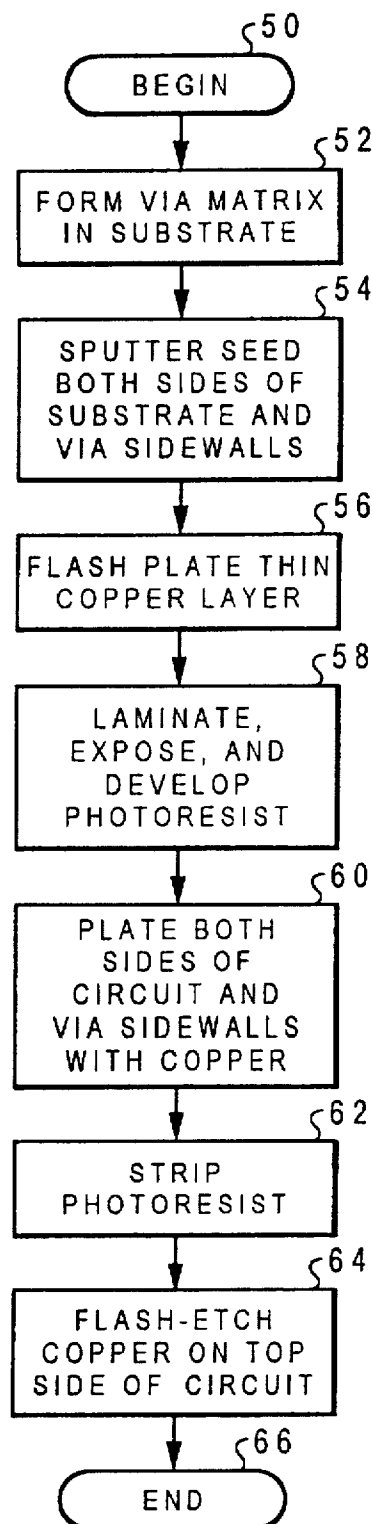 50
BEGIN
52
FORM VIA MATRIX
IN SUBSTRATE
54
SPUTTER SEED
BOTH SIDES OF
SUBSTRATE AND
VIA SIDEWALLS
56
FLASH PLATE THIN
COPPER LAYER
58
LAMINATE,
EXPOSE, AND
DEVELOP
PHOTORESIST
60
PLATE BOTH
SIDES OF
CIRCUIT AND
VIA SIDEWALLS
WITH COPPER
62
STRIP
PHOTORESIST
64
FLASH-ETCH
COPPER ON TOP
SIDE OF CIRCUIT
66
END